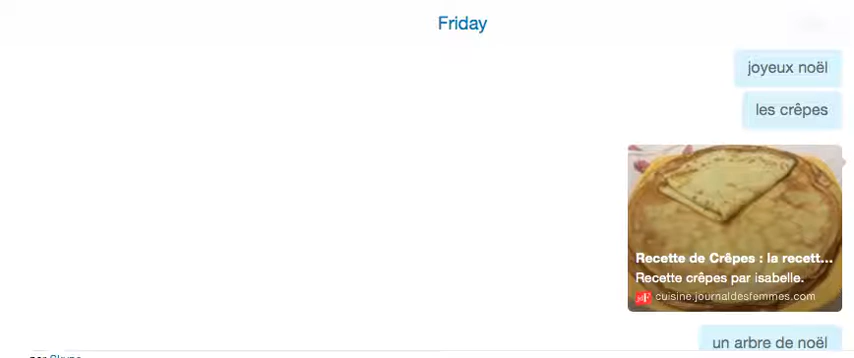 Friday
joyeux noël
les crêpes
Recette de Crêpes : la recett...
Recette crêpes par isabelle.
cuisine.journaldesfemmes.com
un arbre de noël